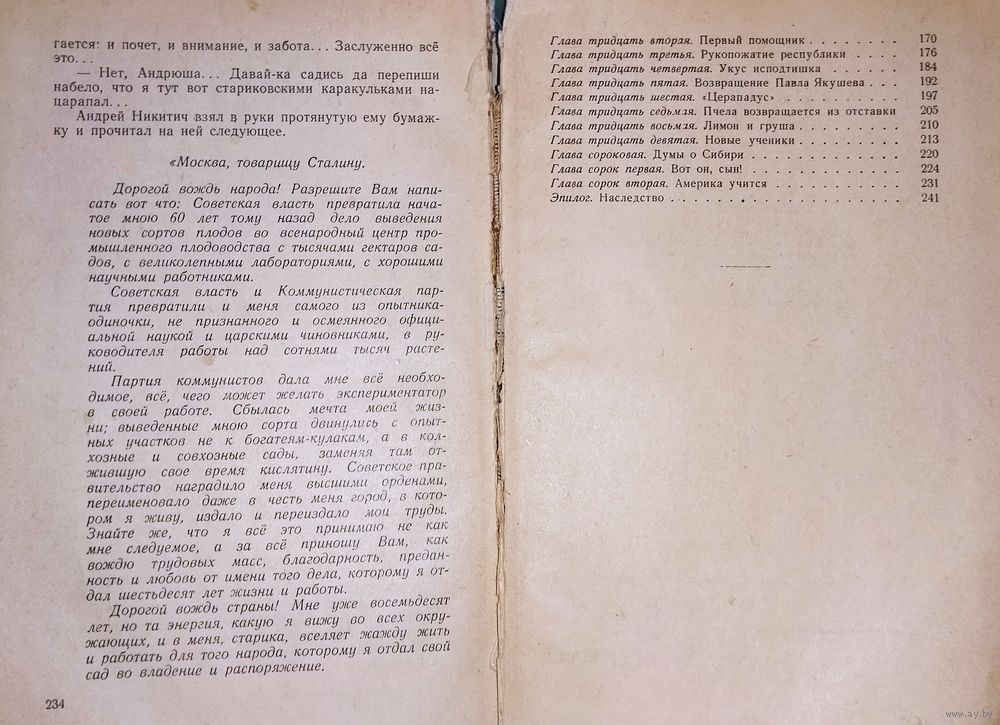 гается: и почет, и внимание, и забота... Заслуженно всё
это...
— Нет, Андрюша... Давай-ка садись да перепиши
набело, что я тут вот стариковскими каракульками на-
царапал...
Андрей Никитич взял в руки протянутую ему бумаж-
ку и прочитал на ней следующее.
«Москва, товарищу Сталину.
Дорогой вождь народа! Разрешите Вам напи-
сать вот что: Советская власть превратила нача-
тое мною 60 лет тому назад дело выведения
новых сортов плодов во всенародный центр про-
мышленного плодоводства с тысячами гектаров са-
дов, с великолепными лабораториями, с хорошими
научными работниками.
Советская власть и Коммунистическая пар-
тия превратили и меня самого из опытника-
одиночки, не признанного и осмеянного офици-
альной наукой и царскими чиновниками, в ру-
ководителя работы над сотнями тысяч расте-
ний.
Партия коммунистов дала мне всё необхо-
димое, всё, чего может желать экспериментатор
в своей работе. Сбылась мечта моей жиз-
ни; выведенные мною сорта двинулись с опыт-
ных участков не к богатеям-кулакам, а в кол-
хозные и совхозные сады, заменяя там от-
жившую свое время кислятину. Советское пра-
вительство наградило меня высшими орденами,
переименовало даже в честь меня город, в кото-
ром я живу, издало и переиздало мои труды.
Знайте же, что я всё это принимаю не как
мне следуемое, а за всё приношу Вам, как
вождю трудовых масс, благодарность, предан-
ность и любовь от имени того дела, которому я от-
дал шестьдесят лет жизни и работы.
Дорогой вождь страны! Мне уже восемьдесят
лет, но та энергия, какую я вижу во всех окру-
жающих, и в меня, старика, вселяет жажду жить
и работать для того народа, которому я отдал свой
сад во владение и распоряжение.
234
Глава тридцать вторая. Первый помощник . . . . . . . . 170
Глава тридцать третья. Рукопожатие республики . . . . 176
Глава тридцать четвертая. Укус исподтишка . . . . . . 184
Глава тридцать пятая. Возвращение Павла Якушева . . . 192
Глава тридцать шестая. «Церападус» . . . . . . . . . . 197
Глава тридцать седьмая. Пчела возвращается из отставки 205
Глава тридцать восьмая. Лимон и груша . . . . . . . . . 210
Глава тридцать девятая. Новые ученики . . . . . . . . . 213
Глава сороковая. Думы о Сибири . . . . . . . . . . . . 220
Глава сорок первая. Вот он, сын! . . . . . . . . . . . . 224
Глава сорок вторая. Америка учится . . . . . . . . . . 231
Эпилог. Наследство . . . . . . . . . . . . . . . . . . . 241
www.ay.by